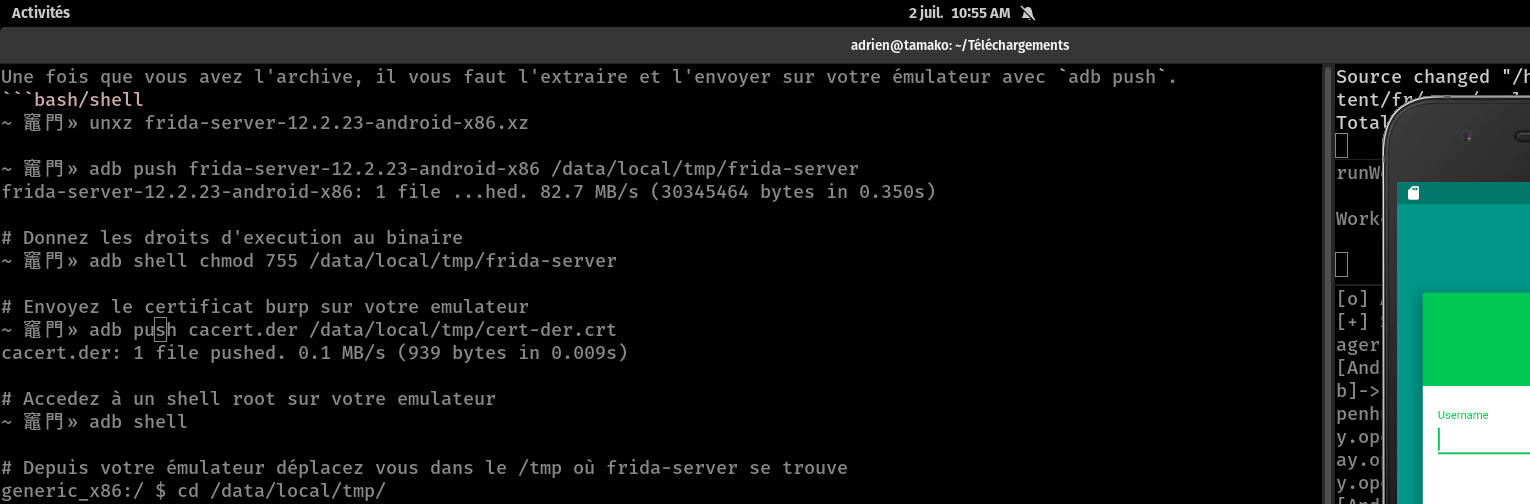 Activités
2 juil. 10:55 AM
adrien@tamako: ~/Téléchargements
Une fois que vous avez l'archive, il vous faut l'extraire et l'envoyer sur votre émulateur avec `adb push`.
```bash/shell
~ 竈門» unxz frida-server-12.2.23-android-x86.xz
~ 竈門» adb push frida-server-12.2.23-android-x86 /data/local/tmp/frida-server
frida-server-12.2.23-android-x86: 1 file ...hed. 82.7 MB/s (30345464 bytes in 0.350s)
# Donnez les droits d'execution au binaire
~ 竈門» adb shell chmod 755 /data/local/tmp/frida-server
# Envoyez le certificat burp sur votre emulateur
~ 竈門» adb push cacert.der /data/local/tmp/cert-der.crt
cacert.der: 1 file pushed. 0.1 MB/s (939 bytes in 0.009s)
# Accedez à un shell root sur votre emulateur
~ 竈門» adb shell
# Depuis votre émulateur déplacez vous dans le /tmp où frida-server se trouve
generic_x86:/ $ cd /data/local/tmp/
Source changed "/h
tent/fr/
Total
runW
Work
[o]
[+]
ager
[And
b]->
penh
y.op
ay.o
y.op
[And
Username